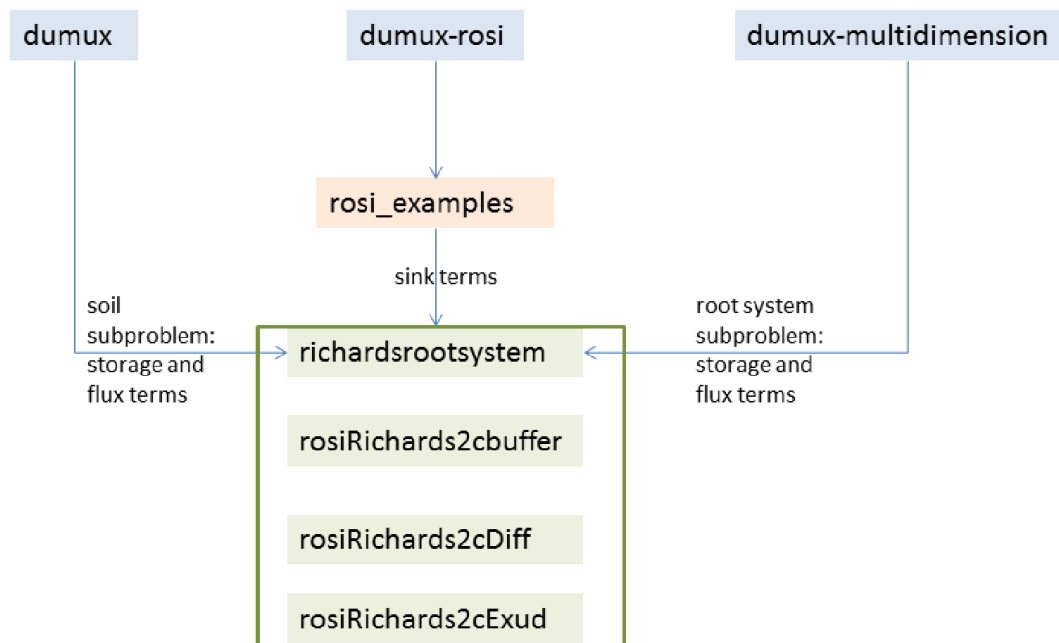 dumux
dumux-rosi
dumux-multidimension
rosi_examples
sink terms
soil
subproblem:
storage and
flux terms
root system
subproblem:
storage and
flux terms
richardsrootsystem
rosiRichards2cbuffer
rosiRichards2cDiff
rosiRichards2cExud